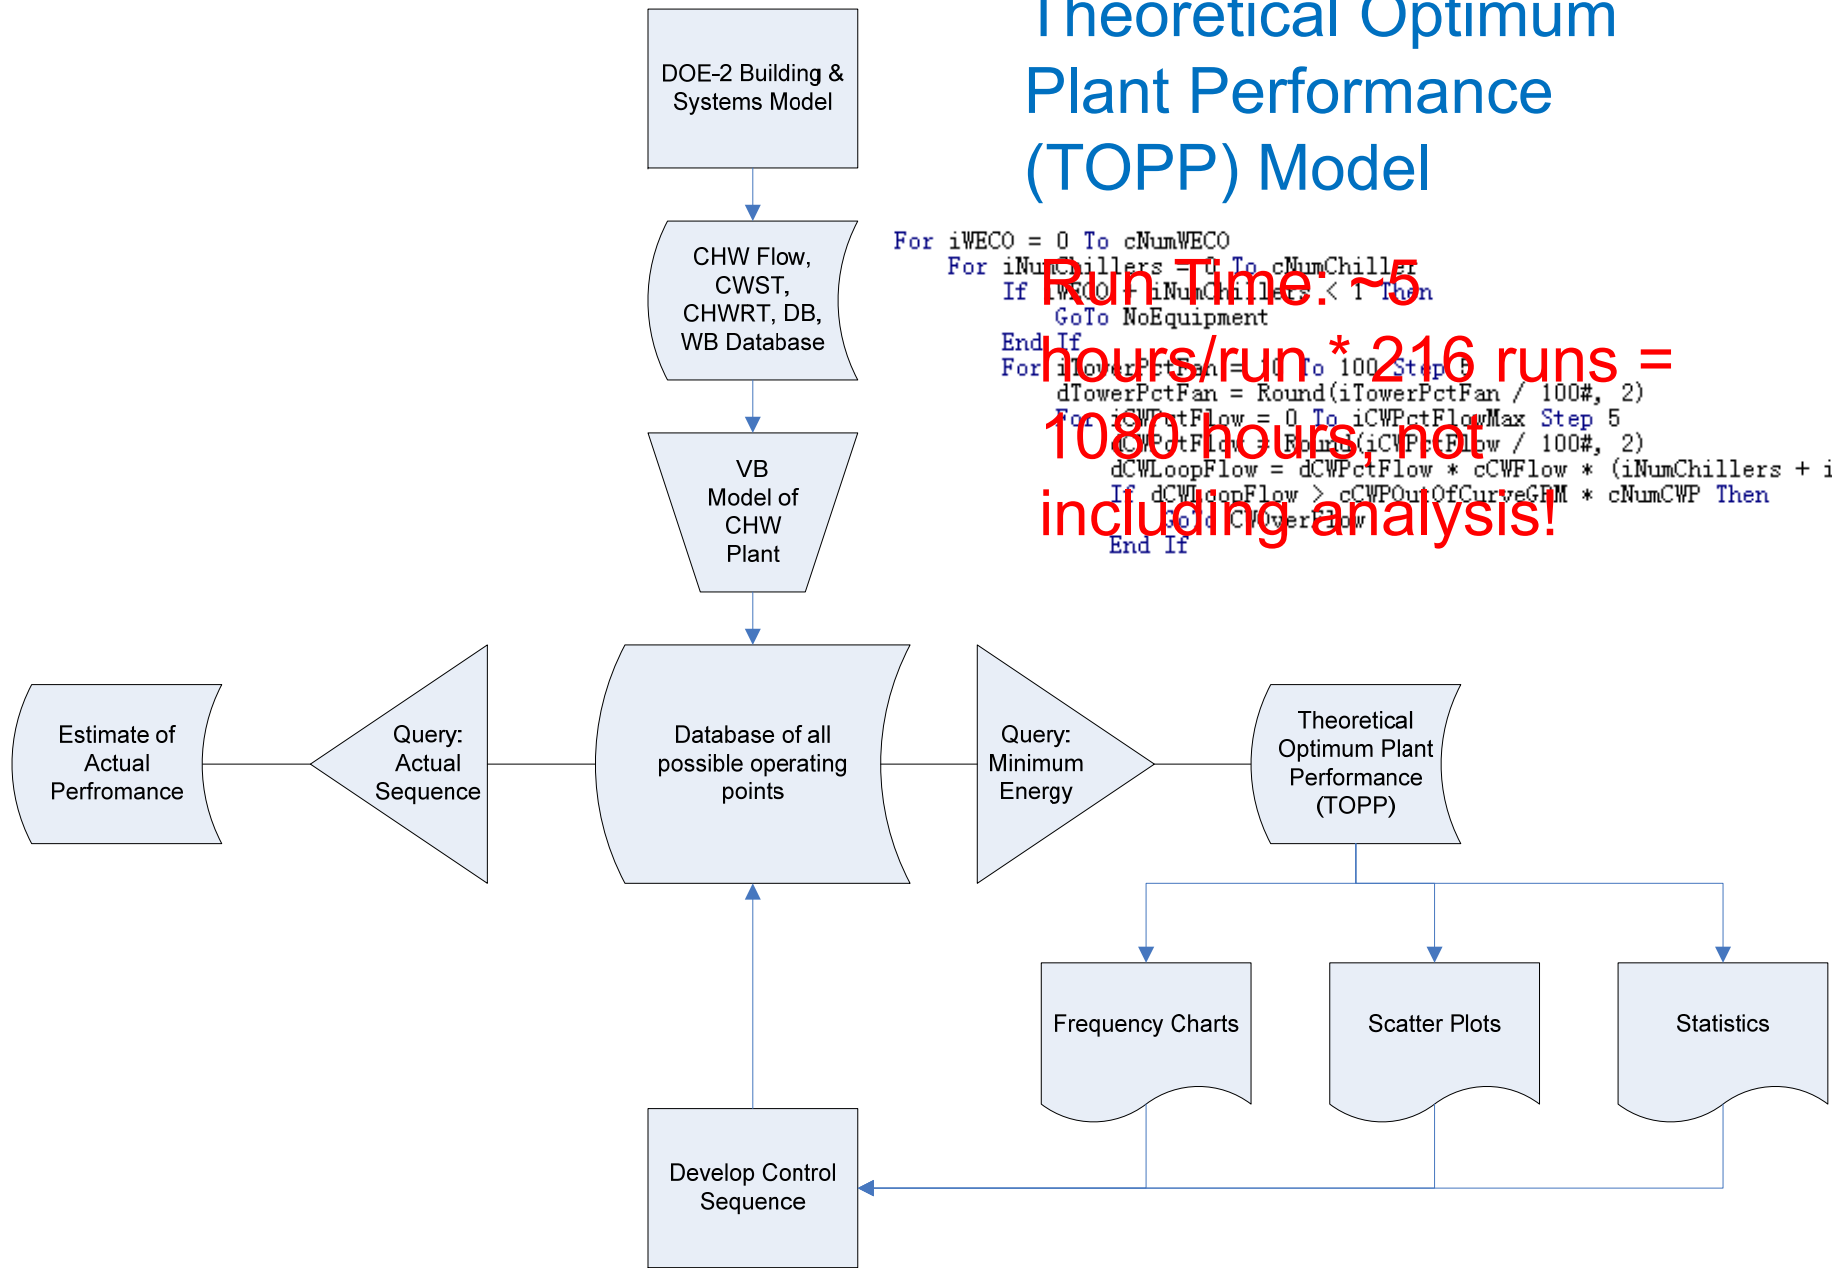 Theoretical Optimum
Plant Performance
(TOPP) Model
DOE-2 Building &
Systems Model
CHW Flow,
CWST,
CHWRT, DB,
WB Database
VB
Model of
CHW
Plant
For iWECO = 0 To cNumWECO
For iNumChillers = 0 To cNumChiller
If iWECO + iNumChillers < 1 Then
GoTo NoEquipment
End If
For iTowerPctFan = 10 To 100 Step 5
dTowerPctFan = Round(iTowerPctFan / 100#, 2)
For iCWPctFlow = 0 To iCWPctFlowMax Step 5
dCWPctFlow = Round(iCWPctFlow / 100#, 2)
dCWLoopFlow = dCWPctFlow * cCWFlow * (iNumChillers + i
If dCWLoopFlow > cCWPOutOfCurveGPM * cNumCWP Then
GoTo CWOverFlow
End If
Run Time: ~5
hours/run * 216 runs =
1080 hours, not
including analysis!
Estimate of
Actual
Perfromance
Query:
Actual
Sequence
Database of all
possible operating
points
Query:
Minimum
Energy
Theoretical
Optimum Plant
Performance
(TOPP)
Frequency Charts
Scatter Plots
Statistics
Develop Control
Sequence